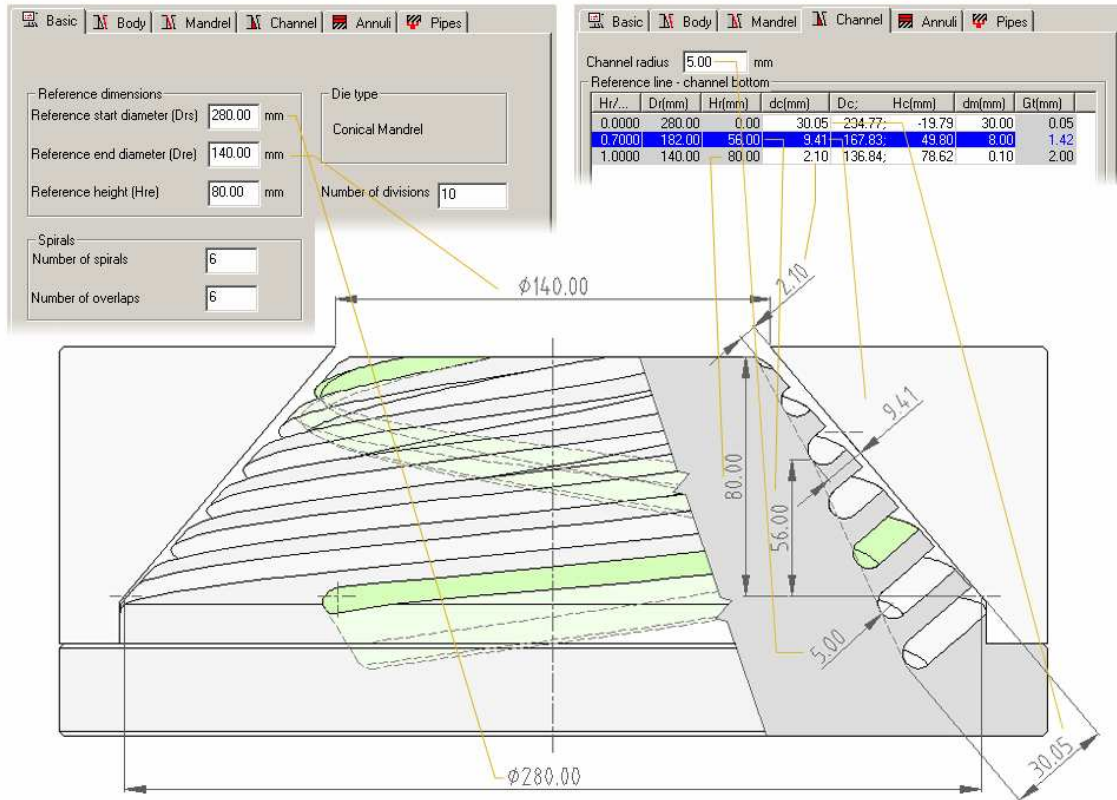 Basic Body Mandrel Channel Annuli Pipes
Reference dimensions
Reference start diameter (Drs) 280.00 mm
Reference end diameter (Dre) 140.00 mm
Reference height (Hre) 80.00 mm
Die type
Conical Mandrel
Number of divisions 10
Spirals
Number of spirals 6
Number of overlaps 6
Basic Body Mandrel Channel Annuli Pipes
Channel radius 5.00 mm
Reference line - channel bottom
Hr/... Dr(mm) Hr(mm) dc(mm) Dc; Hc(mm) dm(mm) Gt(mm)
0.0000 280.00 0.00 30.05 234.77; -19.79 30.00 0.05
0.7000 182.00 56.00 9.41 167.83; 49.80 8.00 1.42
1.0000 140.00 80.00 2.10 136.84; 78.62 0.10 2.00
ϕ140.00
2.10
9.41
80.00
56.00
5.00
30.05
ϕ280.00